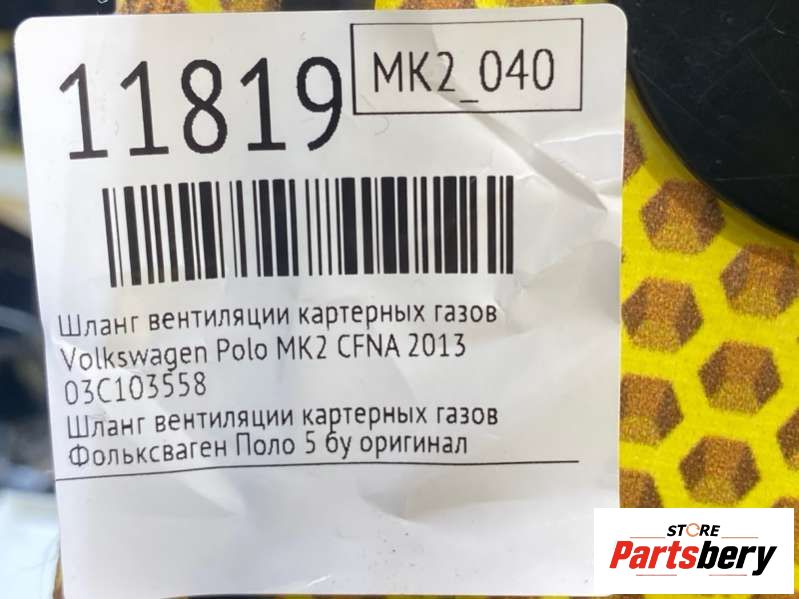 11819
MK2_040
Шланг вентиляции картерных газов
Volkswagen Polo MK2 CFNA 2013
03C103558
Шланг вентиляции картерных газов
Фольксваген Поло 5 бу оригинал
STORE
Partsbery